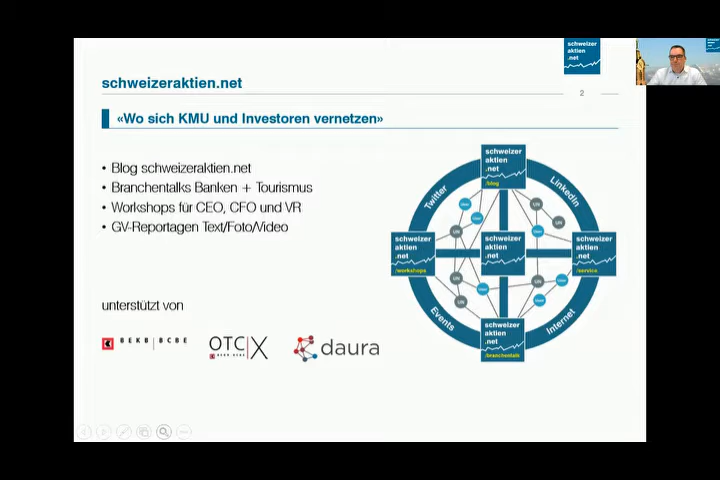 schweizer
aktien
.net
schweizeraktien.net
2
«Wo sich KMU und Investoren vernetzen»
• Blog schweizeraktien.net
• Branchentalks Banken + Tourismus
• Workshops für CEO, CFO und VR
• GV-Reportagen Text/Foto/Video
unterstützt von
BEKB | BCBE
OTC|X
BEKB BCBE
daura
schweizer
aktien
.net
/blog
Twitter
LinkedIn
schweizer
aktien
.net
/workshops
schweizer
aktien
.net
schweizer
aktien
.net
/service
Events
Internet
schweizer
aktien
.net
/branchentalk